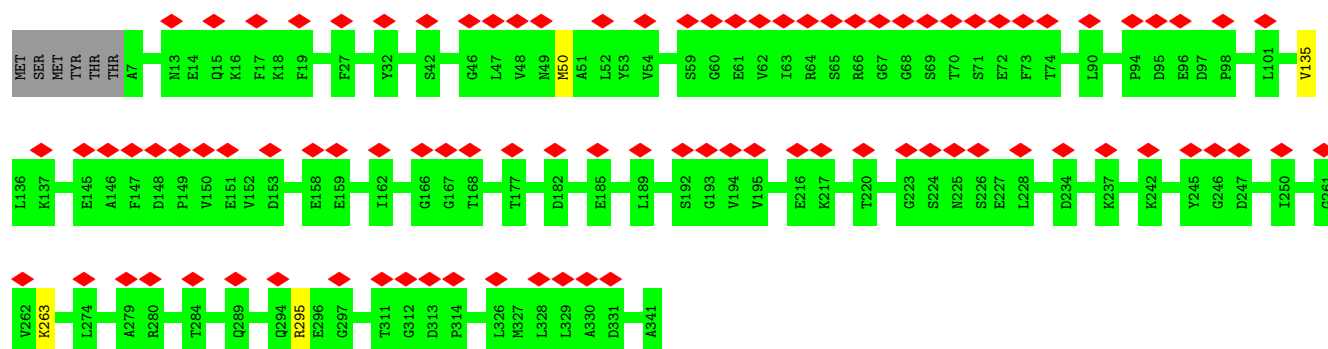 MET SER MET TYR THR THR A7 N13 E14 Q15 K16 F17 K18 F19 F27 Y32 S42 G46 L47 V48 N49 M50 A51 L52 Y53 V54 S59 G60 E61 V62 I63 R64 S65 R66 G67 G68 S69 T70 S71 E72 F73 T74 L90 P94 D95 E96 D97 P98 L101 V135
L136 K137 E145 A146 F147 D148 P149 V150 E151 V152 D153 E158 E159 I162 G166 G167 T168 T177 D182 E185 L189 S192 G193 V194 V195 E216 K217 T220 G223 S224 N225 S226 E227 L228 D234 K237 K242 Y245 G246 D247 I250 G261
V262 K263 L274 A279 R280 T284 Q289 Q294 R295 E296 G297 T311 G312 D313 P314 L326 M327 L328 L329 A330 D331 A341